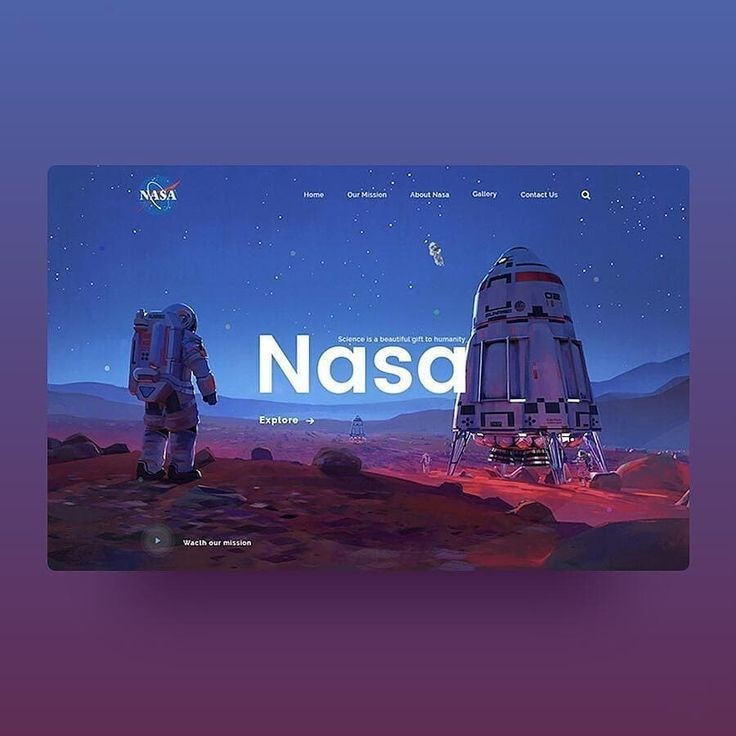 NASA
Home Our Mission About Nasa Gallery Contact Us
Science is a beautiful gift to humanity
Nasa
Explore
Wacth our mission